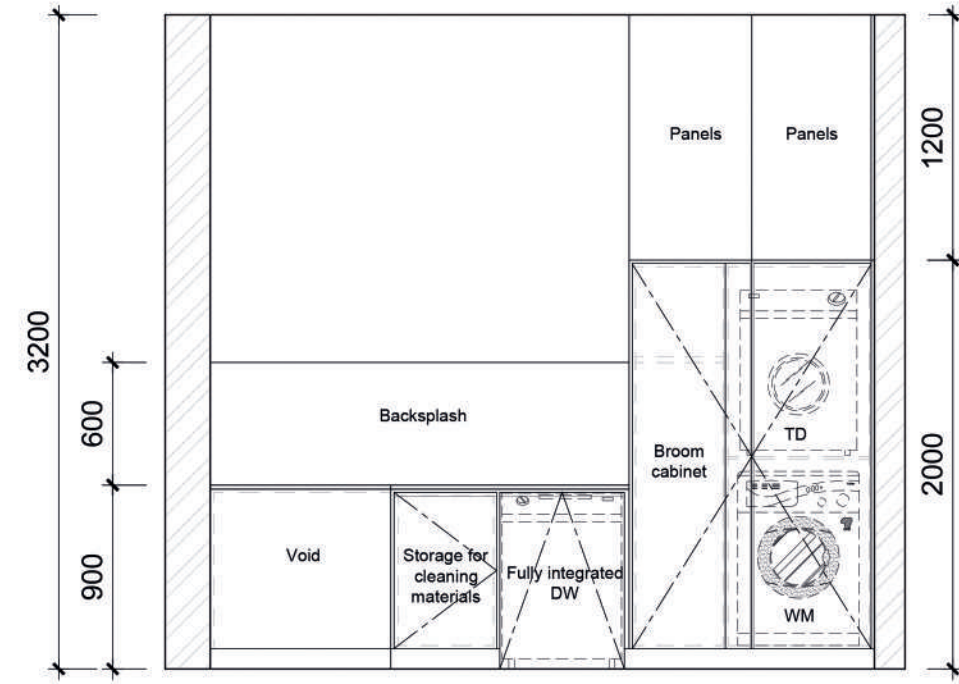 Panels
Panels
1200
3200
600
Backsplash
Broom
cabinet
TD
2000
900
Void
Storage for
cleaning
materials
Fully integrated
DW
WM